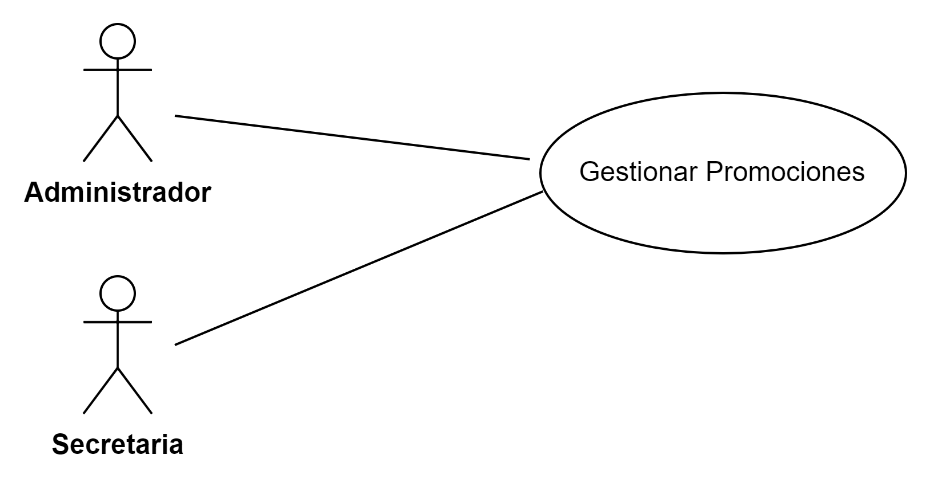 Administrador
Gestionar Promociones
Secretaria